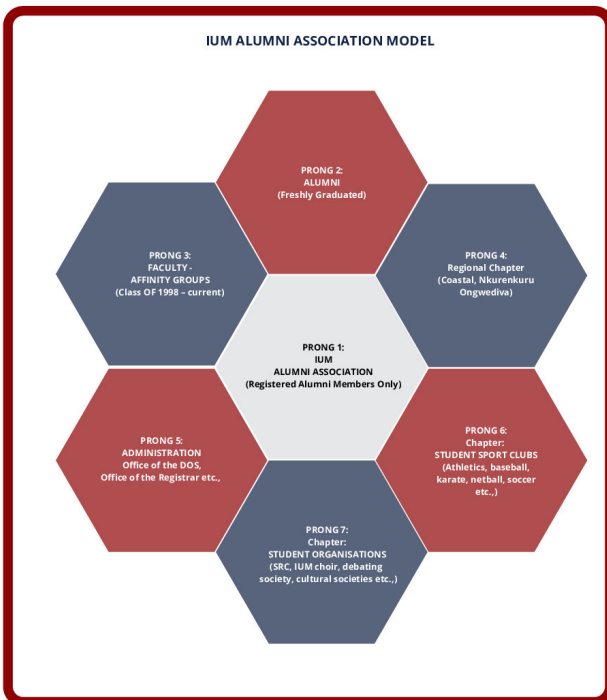 IUM ALUMNI ASSOCIATION MODEL
PRONG 2:
ALUMNI
(Freshly Graduated)
PRONG 3:
FACULTY -
AFFINITY GROUPS
(Class OF 1998 – current)
PRONG 4:
Regional Chapter
(Coastal, Nkurenkuru
Ongwediva)
PRONG 1:
IUM
ALUMNI ASSOCIATION
(Registered Alumni Members Only)
PRONG 5:
ADMINISTRATION
Office of the DOS,
Office of the Registrar etc.,
PRONG 6:
Chapter:
STUDENT SPORT CLUBS
(Athletics, baseball,
karate, netball, soccer
etc.,)
PRONG 7:
Chapter:
STUDENT ORGANISATIONS
(SRC, IUM choir, debating
society, cultural societies etc.,)